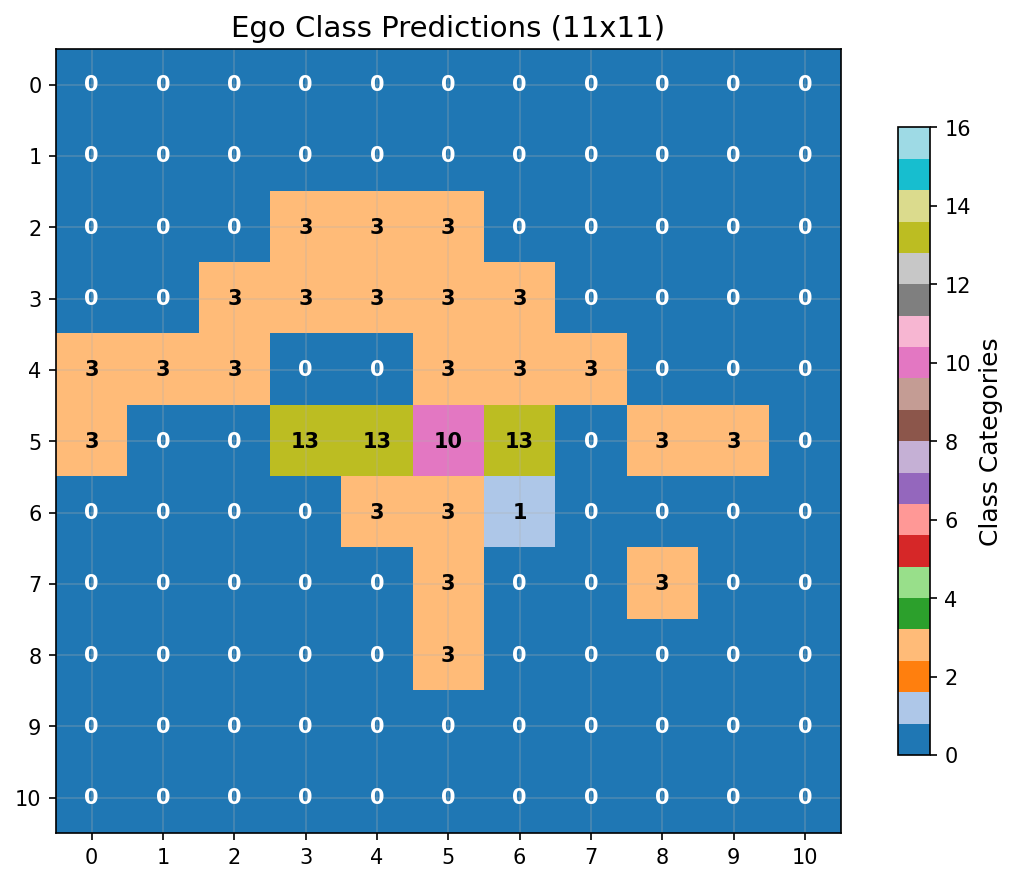 Ego Class Predictions (11x11)
0 0 0 0 0 0 0 0 0 0 0 0
1 0 0 0 0 0 0 0 0 0 0 0
2 0 0 0 3 3 3 0 0 0 0 0
3 0 0 3 3 3 3 3 0 0 0 0
4 3 3 3 0 0 3 3 3 0 0 0
5 3 0 0 13 13 10 13 0 3 3 0
6 0 0 0 0 3 3 1 0 0 0 0
7 0 0 0 0 0 3 0 0 3 0 0
8 0 0 0 0 0 3 0 0 0 0 0
9 0 0 0 0 0 0 0 0 0 0 0
10 0 0 0 0 0 0 0 0 0 0 0
0 1 2 3 4 5 6 7 8 9 10
16
14
12
10
8
6
4
2
0
Class Categories